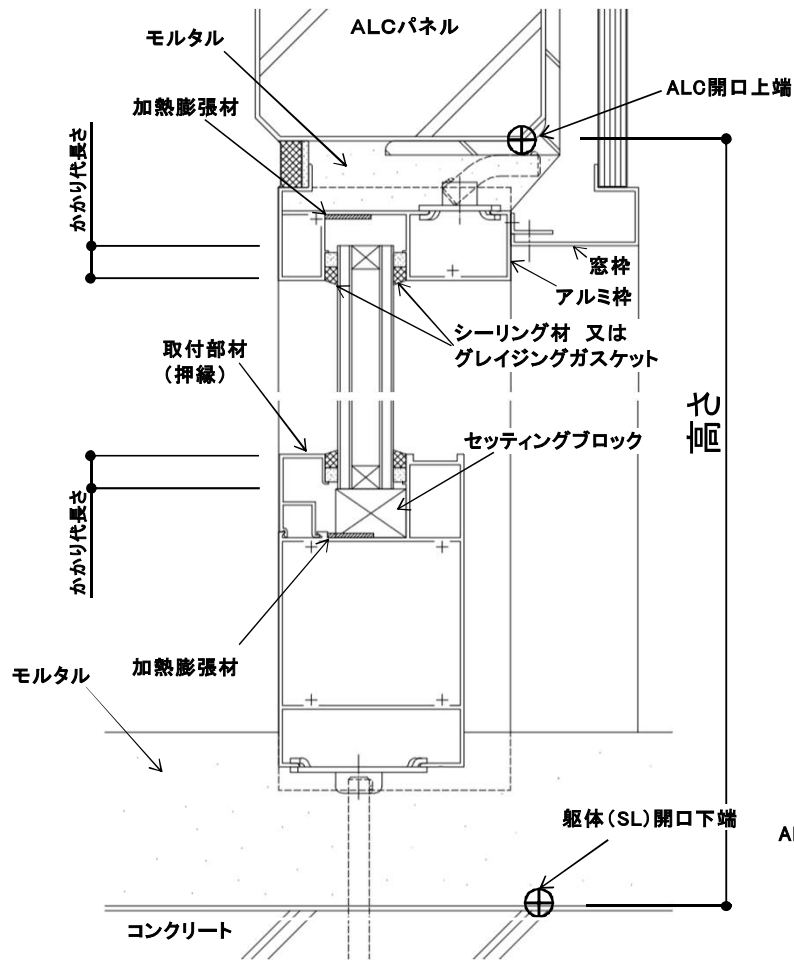 モルタル
ALCパネル
加熱膨張材
ALC開口上端
かかり代長さ
窓枠
アルミ枠
シーリング材 又は
グレイジングガスケット
取付部材
（押縁）
高さ
セッティングブロック
かかり代長さ
加熱膨張材
モルタル
躯体(SL)開口下端
Al
コンクリート